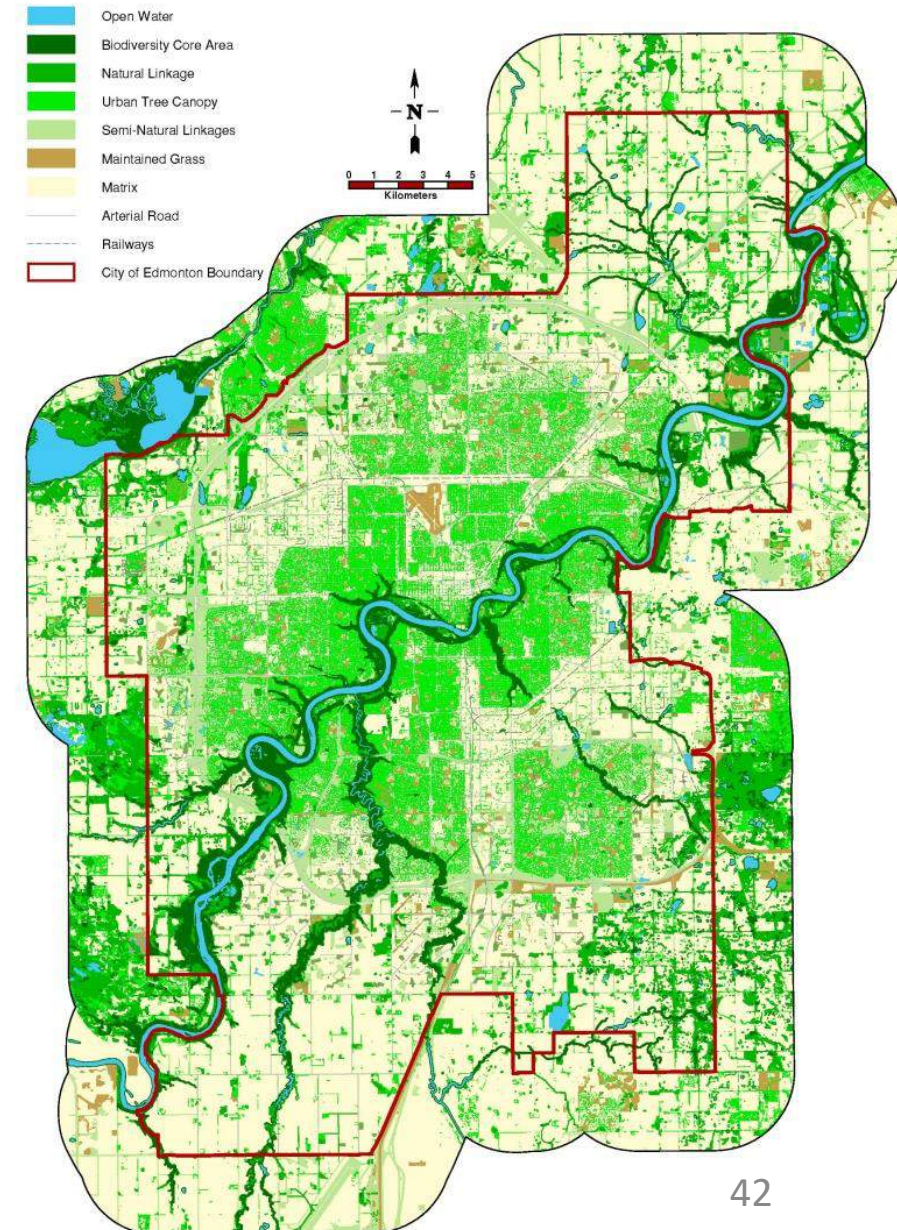 Open Water
Biodiversity Core Area
Natural Linkage
Urban Tree Canopy
Semi-Natural Linkages
Maintained Grass
Matrix
Arterial Road
Railways
City of Edmonton Boundary
N
0 1 2 3 4 5
Kilometers
42